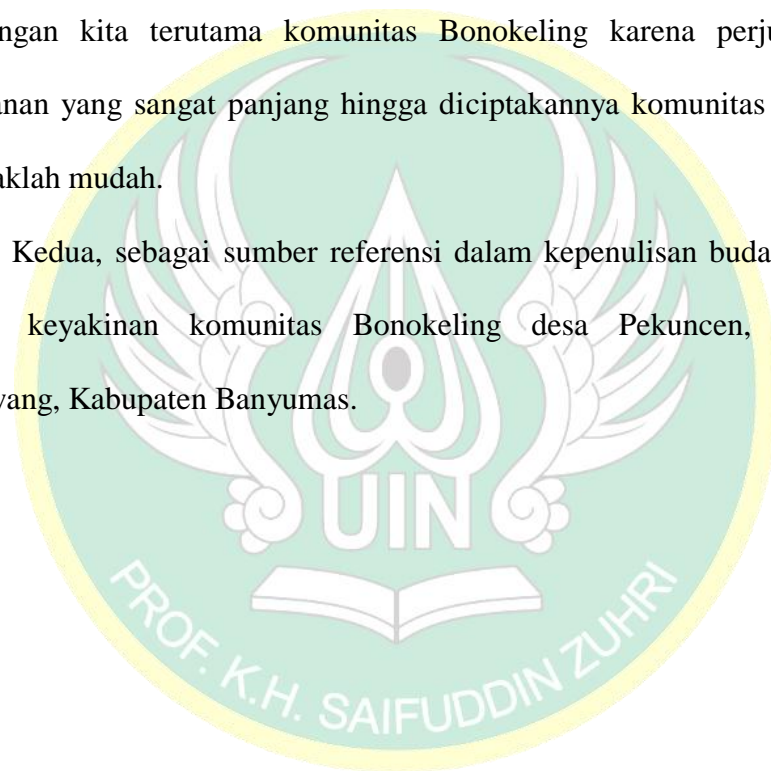 ngan kita terutama komunitas Bonokeling karena perju
anan yang sangat panjang hingga diciptakannya komunitas
aklah mudah.
Kedua, sebagai sumber referensi dalam kepenulisan buda
keyakinan komunitas Bonokeling desa Pekuncen,
yang, Kabupaten Banyumas.
UIN
PROF. K.H. SAIFUDDIN ZUHRI